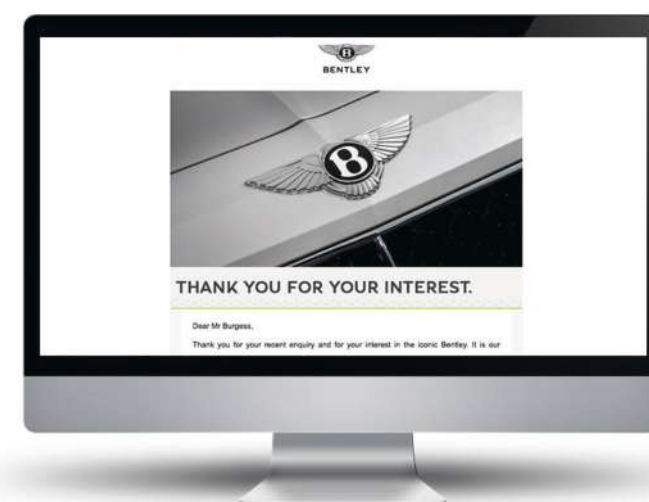 B
BENTLEY
B
THANK YOU FOR YOUR INTEREST.
Dear Mr Burgess,
Thank you for your recent enquiry and for your interest in the iconic Bentley. It is our